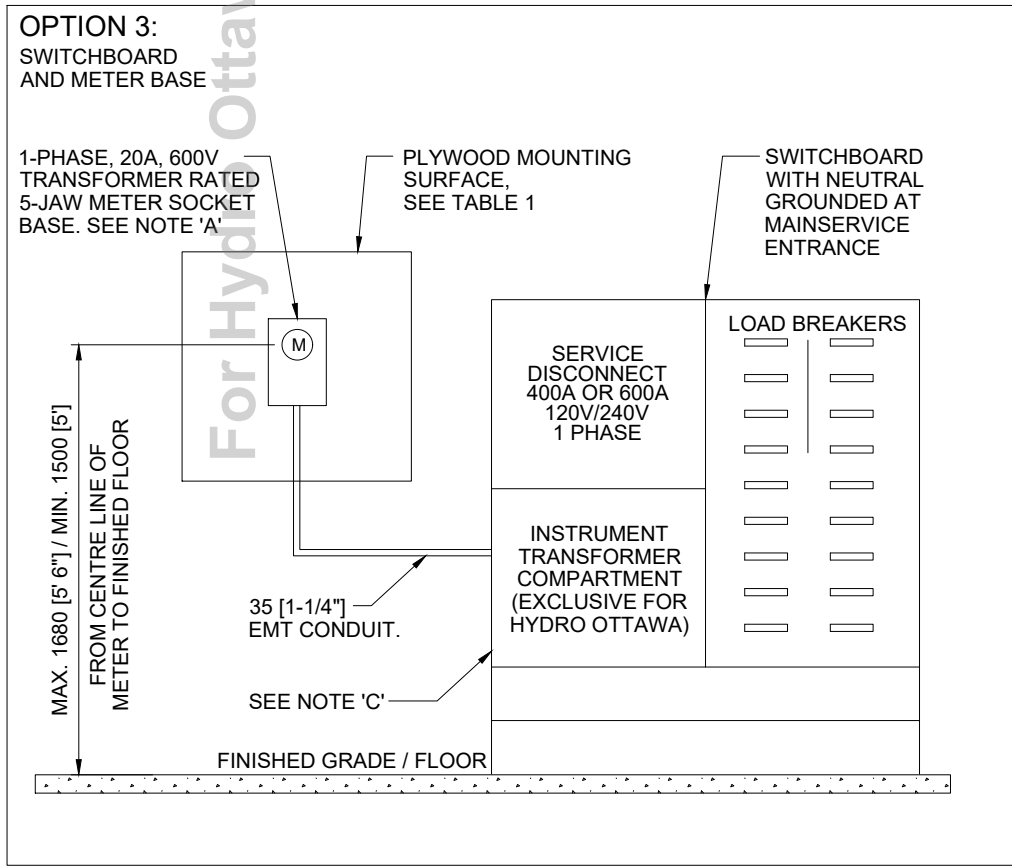 OPTION 3:
SWITCHBOARD
AND METER BASE
1-PHASE, 20A, 600V
TRANSFORMER RATED
5-JAW METER SOCKET
BASE. SEE NOTE 'A'
PLYWOOD MOUNTING
SURFACE,
SEE TABLE 1
SWITCHBOARD
WITH NEUTRAL
GROUNDED AT
MAINSERVICE
ENTRANCE
M
SERVICE
DISCONNECT
400A OR 600A
120V/240V
1 PHASE
LOAD BREAKERS
INSTRUMENT
TRANSFORMER
COMPARTMENT
(EXCLUSIVE FOR
HYDRO OTTAWA)
MAX. 1680 [5' 6"] / MIN. 1500 [5']
FROM CENTRE LINE OF
METER TO FINISHED FLOOR
35 [1-1/4"]
EMT CONDUIT.
SEE NOTE 'C'
FINISHED GRADE / FLOOR
For Hydro Ottaw